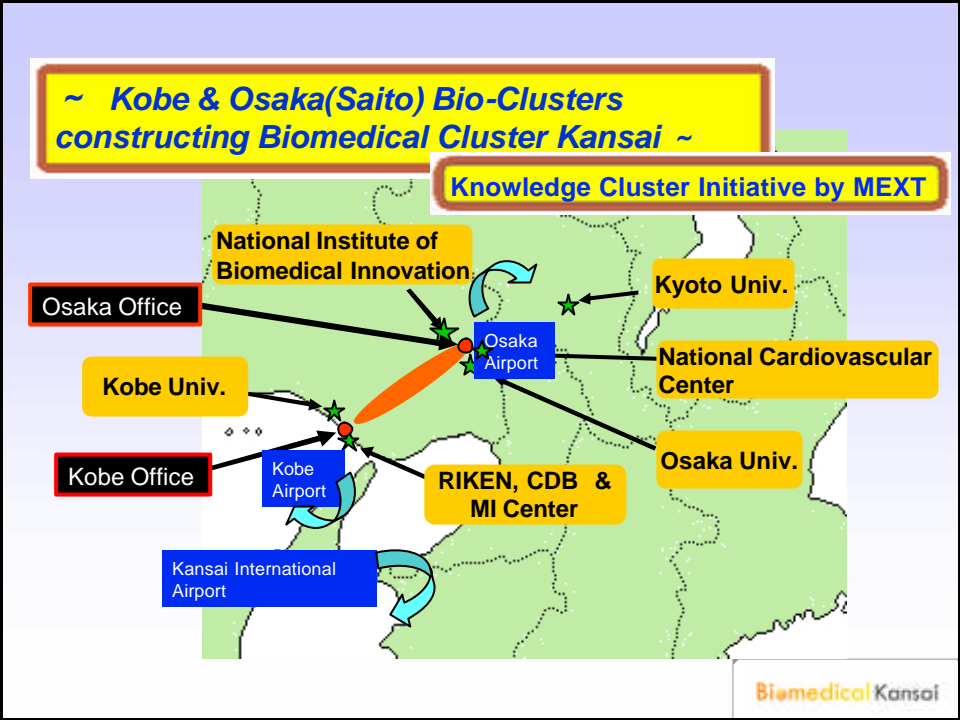 ~ Kobe & Osaka(Saito) Bio-Clusters
constructing Biomedical Cluster Kansai ~
Knowledge Cluster Initiative by MEXT
National Institute of
Biomedical Innovation
Kyoto Univ.
Osaka Office
Osaka
Airport
National Cardiovascular
Center
Kobe Univ.
Osaka Univ.
Kobe Office
Kobe
Airport
RIKEN, CDB &
MI Center
Kansai International
Airport
Biomedical Kansai